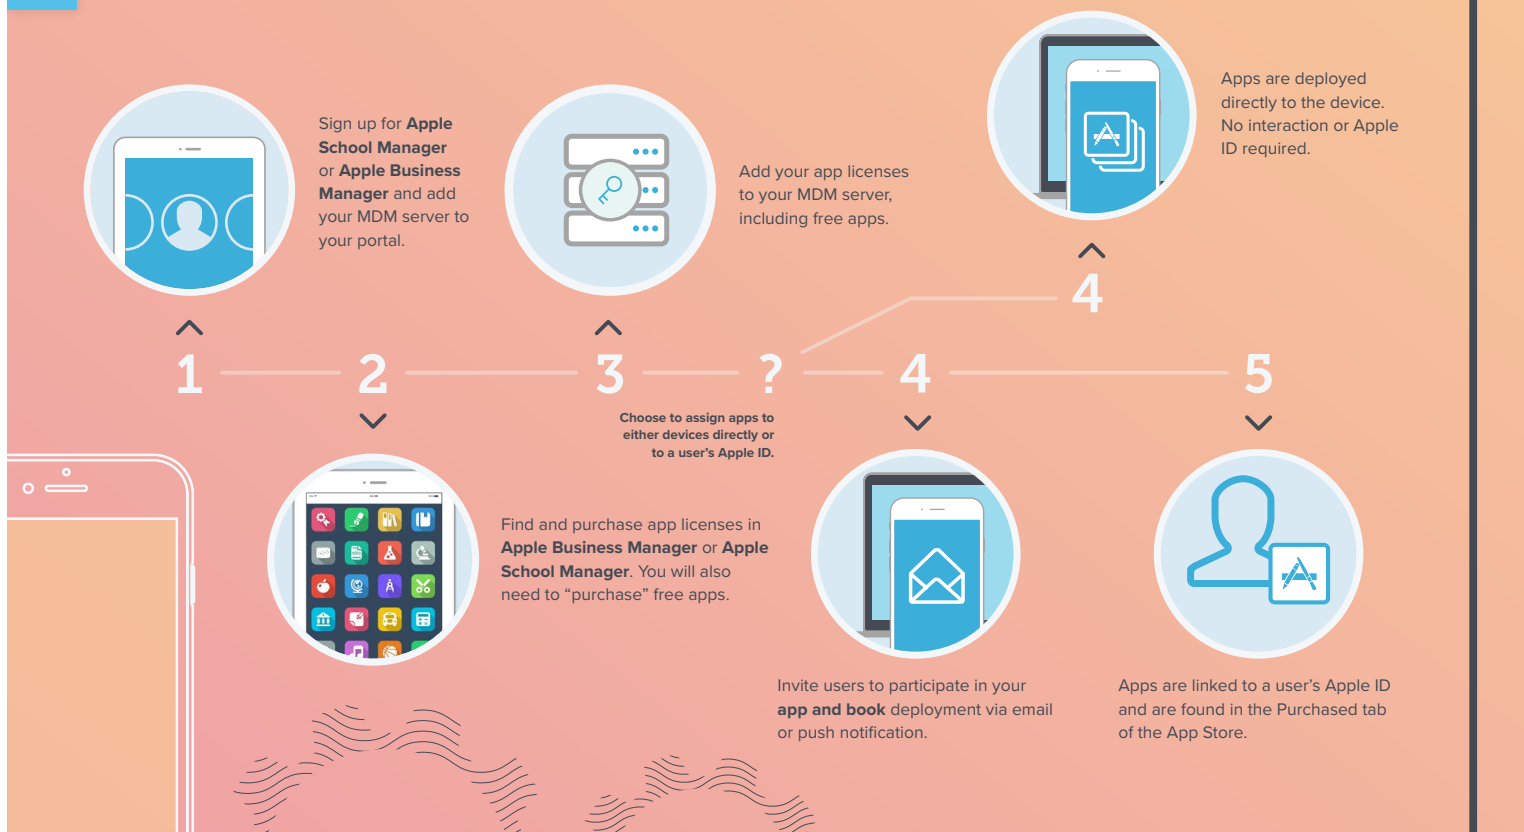 Sign up for Apple
School Manager
or Apple Business
Manager and add
your MDM server to
your portal.
Add your app licenses
to your MDM server,
including free apps.
Apps are deployed
directly to the device.
No interaction or Apple
ID required.
4
1
2
3
?
4
5
Choose to assign apps to
either devices directly or
to a user's Apple ID.
Find and purchase app licenses in
Apple Business Manager or Apple
School Manager. You will also
need to “purchase” free apps.
Invite users to participate in your
app and book deployment via email
or push notification.
Apps are linked to a user's Apple ID
and are found in the Purchased tab
of the App Store.